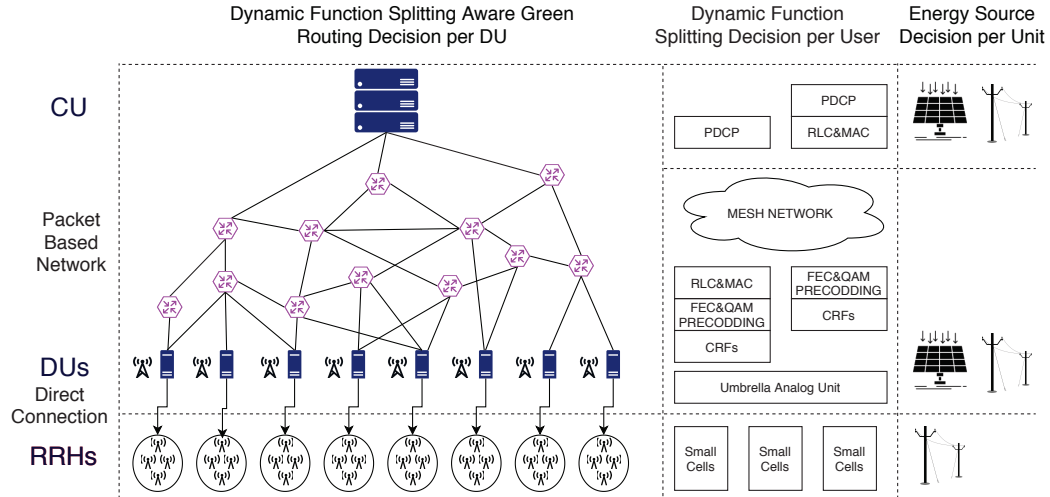 Dynamic Function Splitting Aware Green
Routing Decision per DU
Dynamic Function
Splitting Decision per User
Energy Source
Decision per Unit
CU
PDCP
PDCP
RLC&MAC
Packet
Based
Network
MESH NETWORK
RLC&MAC
FEC&QAM
PRECODDING
CRFs
FEC&QAM
PRECODDING
CRFs
DUs
Umbrella Analog Unit
Direct
Connection
RRHs
Small
Cells
Small
Cells
Small
Cells